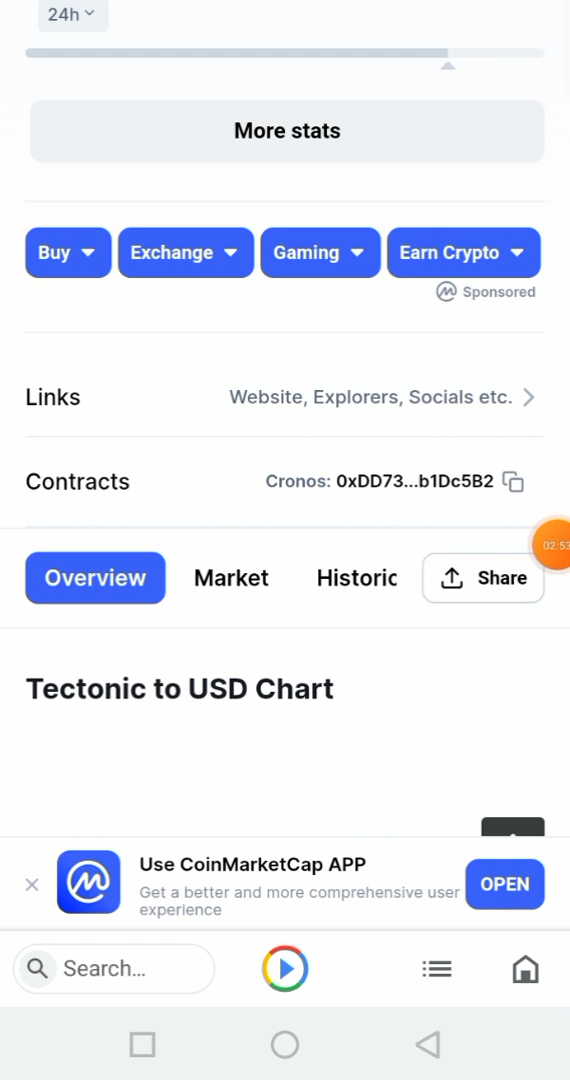 24h
More stats
Buy Exchange Gaming Earn Crypto
Sponsored
Links Website, Explorers, Socials etc.
Contracts Cronos: 0xDD73...b1Dc5B2
02:53
Overview Market Historic Share
Tectonic to USD Chart
Use CoinMarketCap APP
Get a better and more comprehensive user
experience
OPEN
Search...